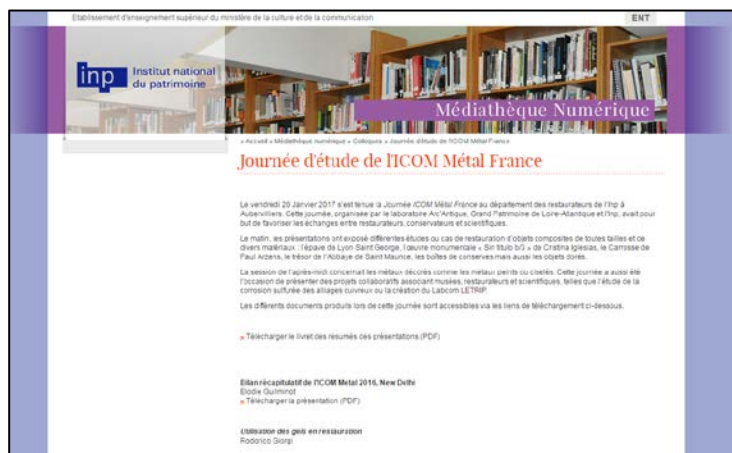 Etablissement d'enseignement supérieur du ministère de la culture et de la communication
ENT
inp Institut national
du patrimoine
Médiathèque Numérique
» Accueil » Médiathèque numérique » Colloques » Journée d'étude de l'ICOM Métal France
Journée d'étude de l'ICOM Métal France
Le vendredi 20 Janvier 2017 s'est tenue la Journée ICOM Métal France au département des restaurateurs de l'Inp à
Aubervilliers. Cette journée, organisée par le laboratoire Arc'Antique, Grand Patrimoine de Loire-Atlantique et l'Inp, avait pour
but de favoriser les échanges entre restaurateurs, conservateurs et scientifiques.
Le matin, les présentations ont exposé différentes études ou cas de restauration d'objets composites de toutes tailles et de
divers matériaux : l'épave de Lyon Saint George, l'œuvre monumentale « Sin titulo 5/3 » de Cristina Iglesias, le Carrosse de
Paul Arzens, le trésor de l'Abbaye de Saint Maurice, les boîtes de conserves mais aussi les objets dorés.
La session de l'après-midi concernait les métaux décorés comme les métaux peints ou ciselés. Cette journée a aussi été
l'occasion de présenter des projets collaboratifs associant musées, restaurateurs et scientifiques, telles que l'étude de la
corrosion sulfurée des alliages cuivreux ou la création du Labcom LETRIP.
Les différents documents produits lors de cette journée sont accessibles via les liens de téléchargement ci-dessous.
» Télécharger le livret des résumés des présentations (PDF)
Bilan récapitulatif de l'ICOM Metal 2016, New Delhi
Elodie Guilminot
» Télécharger la présentation (PDF)
Utilisation des gels en restauration
Rodorico Giorgi